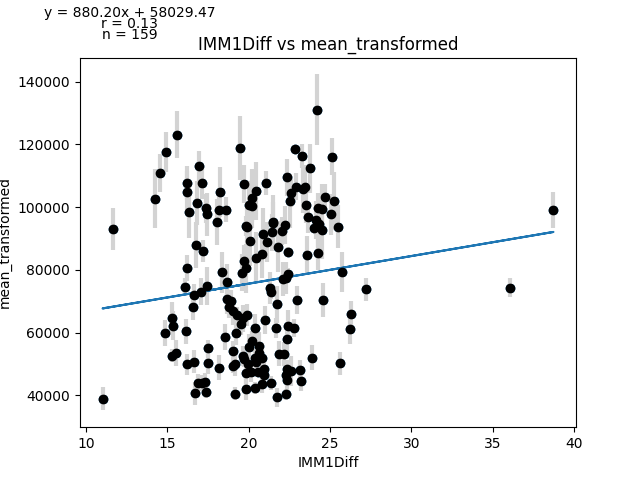 y = 880.20x + 58029.47
r = 0.13
n = 159
IMM1Diff vs mean_transformed
140000
120000
100000
80000
60000
40000
mean_transformed
10 15 20 25 30 35 40
IMM1Diff